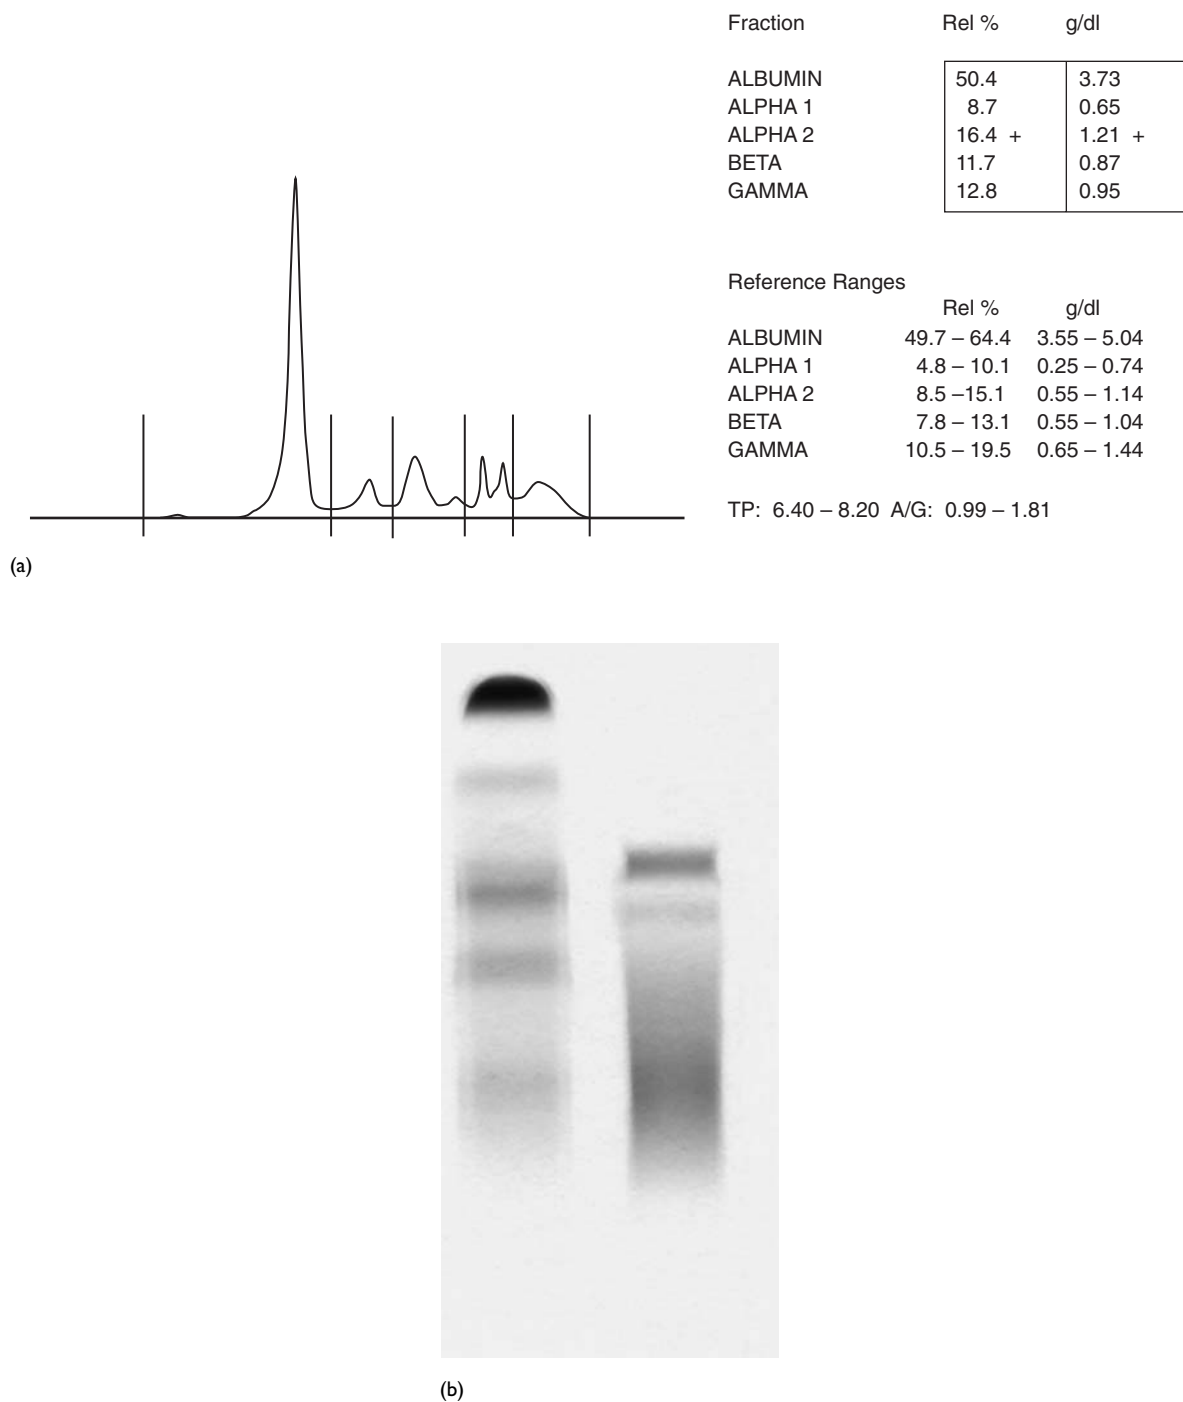 Fraction Rel % g/dl
ALBUMIN 50.4 3.73
ALPHA 1 8.7 0.65
ALPHA 2 16.4 + 1.21 +
BETA 11.7 0.87
GAMMA 12.8 0.95
Reference Ranges
Rel % g/dl
ALBUMIN 49.7 – 64.4 3.55 – 5.04
ALPHA 1 4.8 – 10.1 0.25 – 0.74
ALPHA 2 8.5 –15.1 0.55 – 1.14
BETA 7.8 – 13.1 0.55 – 1.04
GAMMA 10.5 – 19.5 0.65 – 1.44
TP: 6.40 – 8.20 A/G: 0.99 – 1.81
(a)
(b)